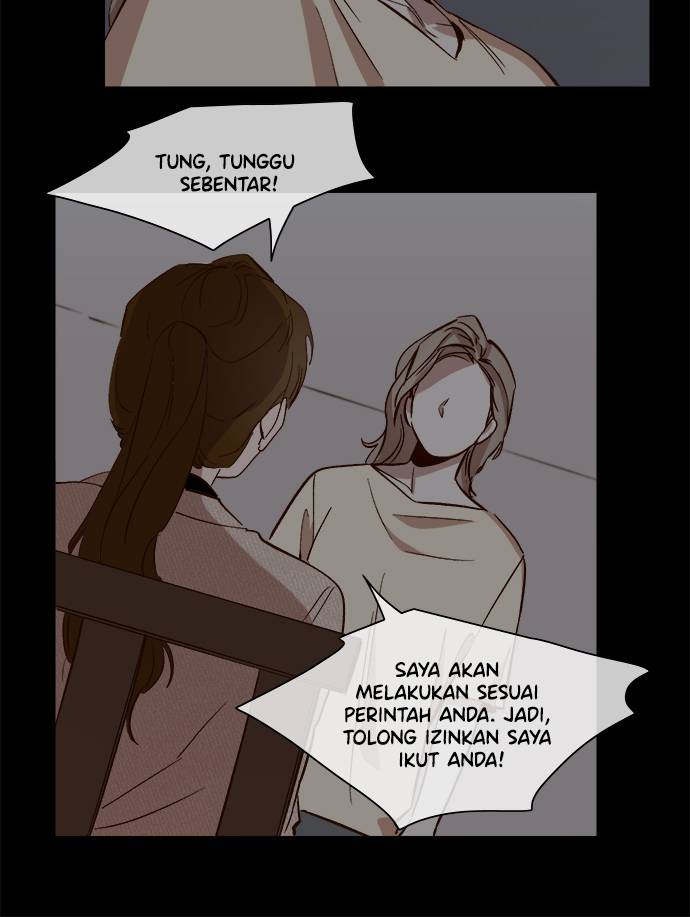 TUNG, TUNGGU
SEBENTAR!
SAYA AKAN
MELAKUKAN SESUAI
PERINTAH ANDA. JADI,
TOLONG IZINKAN SAYA
IKUT ANDA!